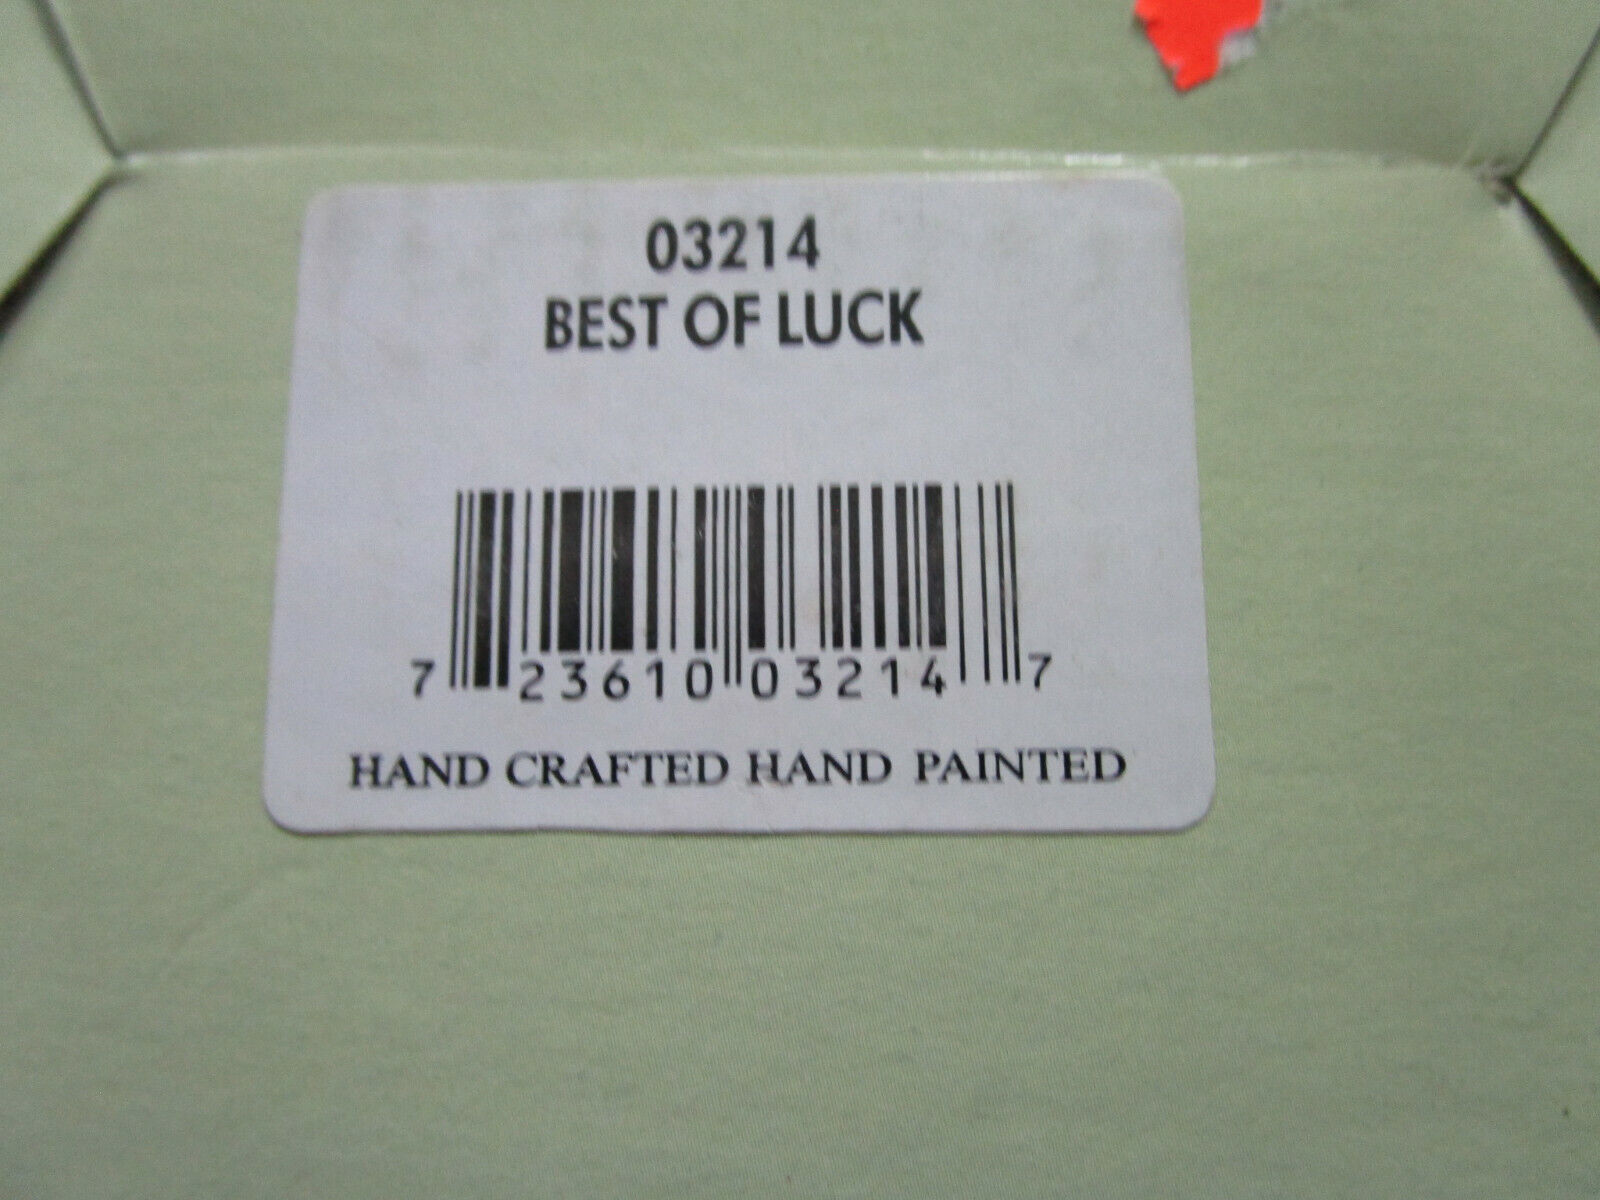 03214
BEST OF LUCK
7 23610 03214 7
HAND CRAFTED HAND PAINTED